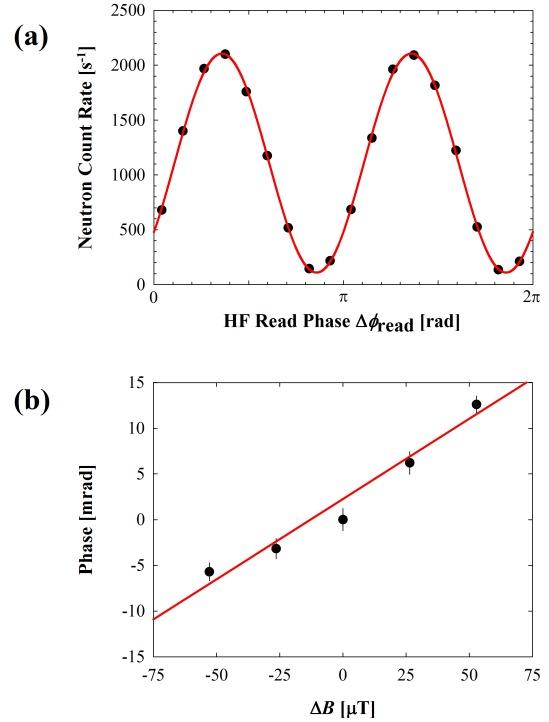 (a)
Neutron Count Rate [s⁻¹]
2500
2000
1500
1000
500
0
0 π 2π
HF Read Phase Δϕread [rad]
(b)
Phase [mrad]
15
10
5
0
-5
-10
-15
-75 -50 -25 0 25 50 75
ΔB [μT]